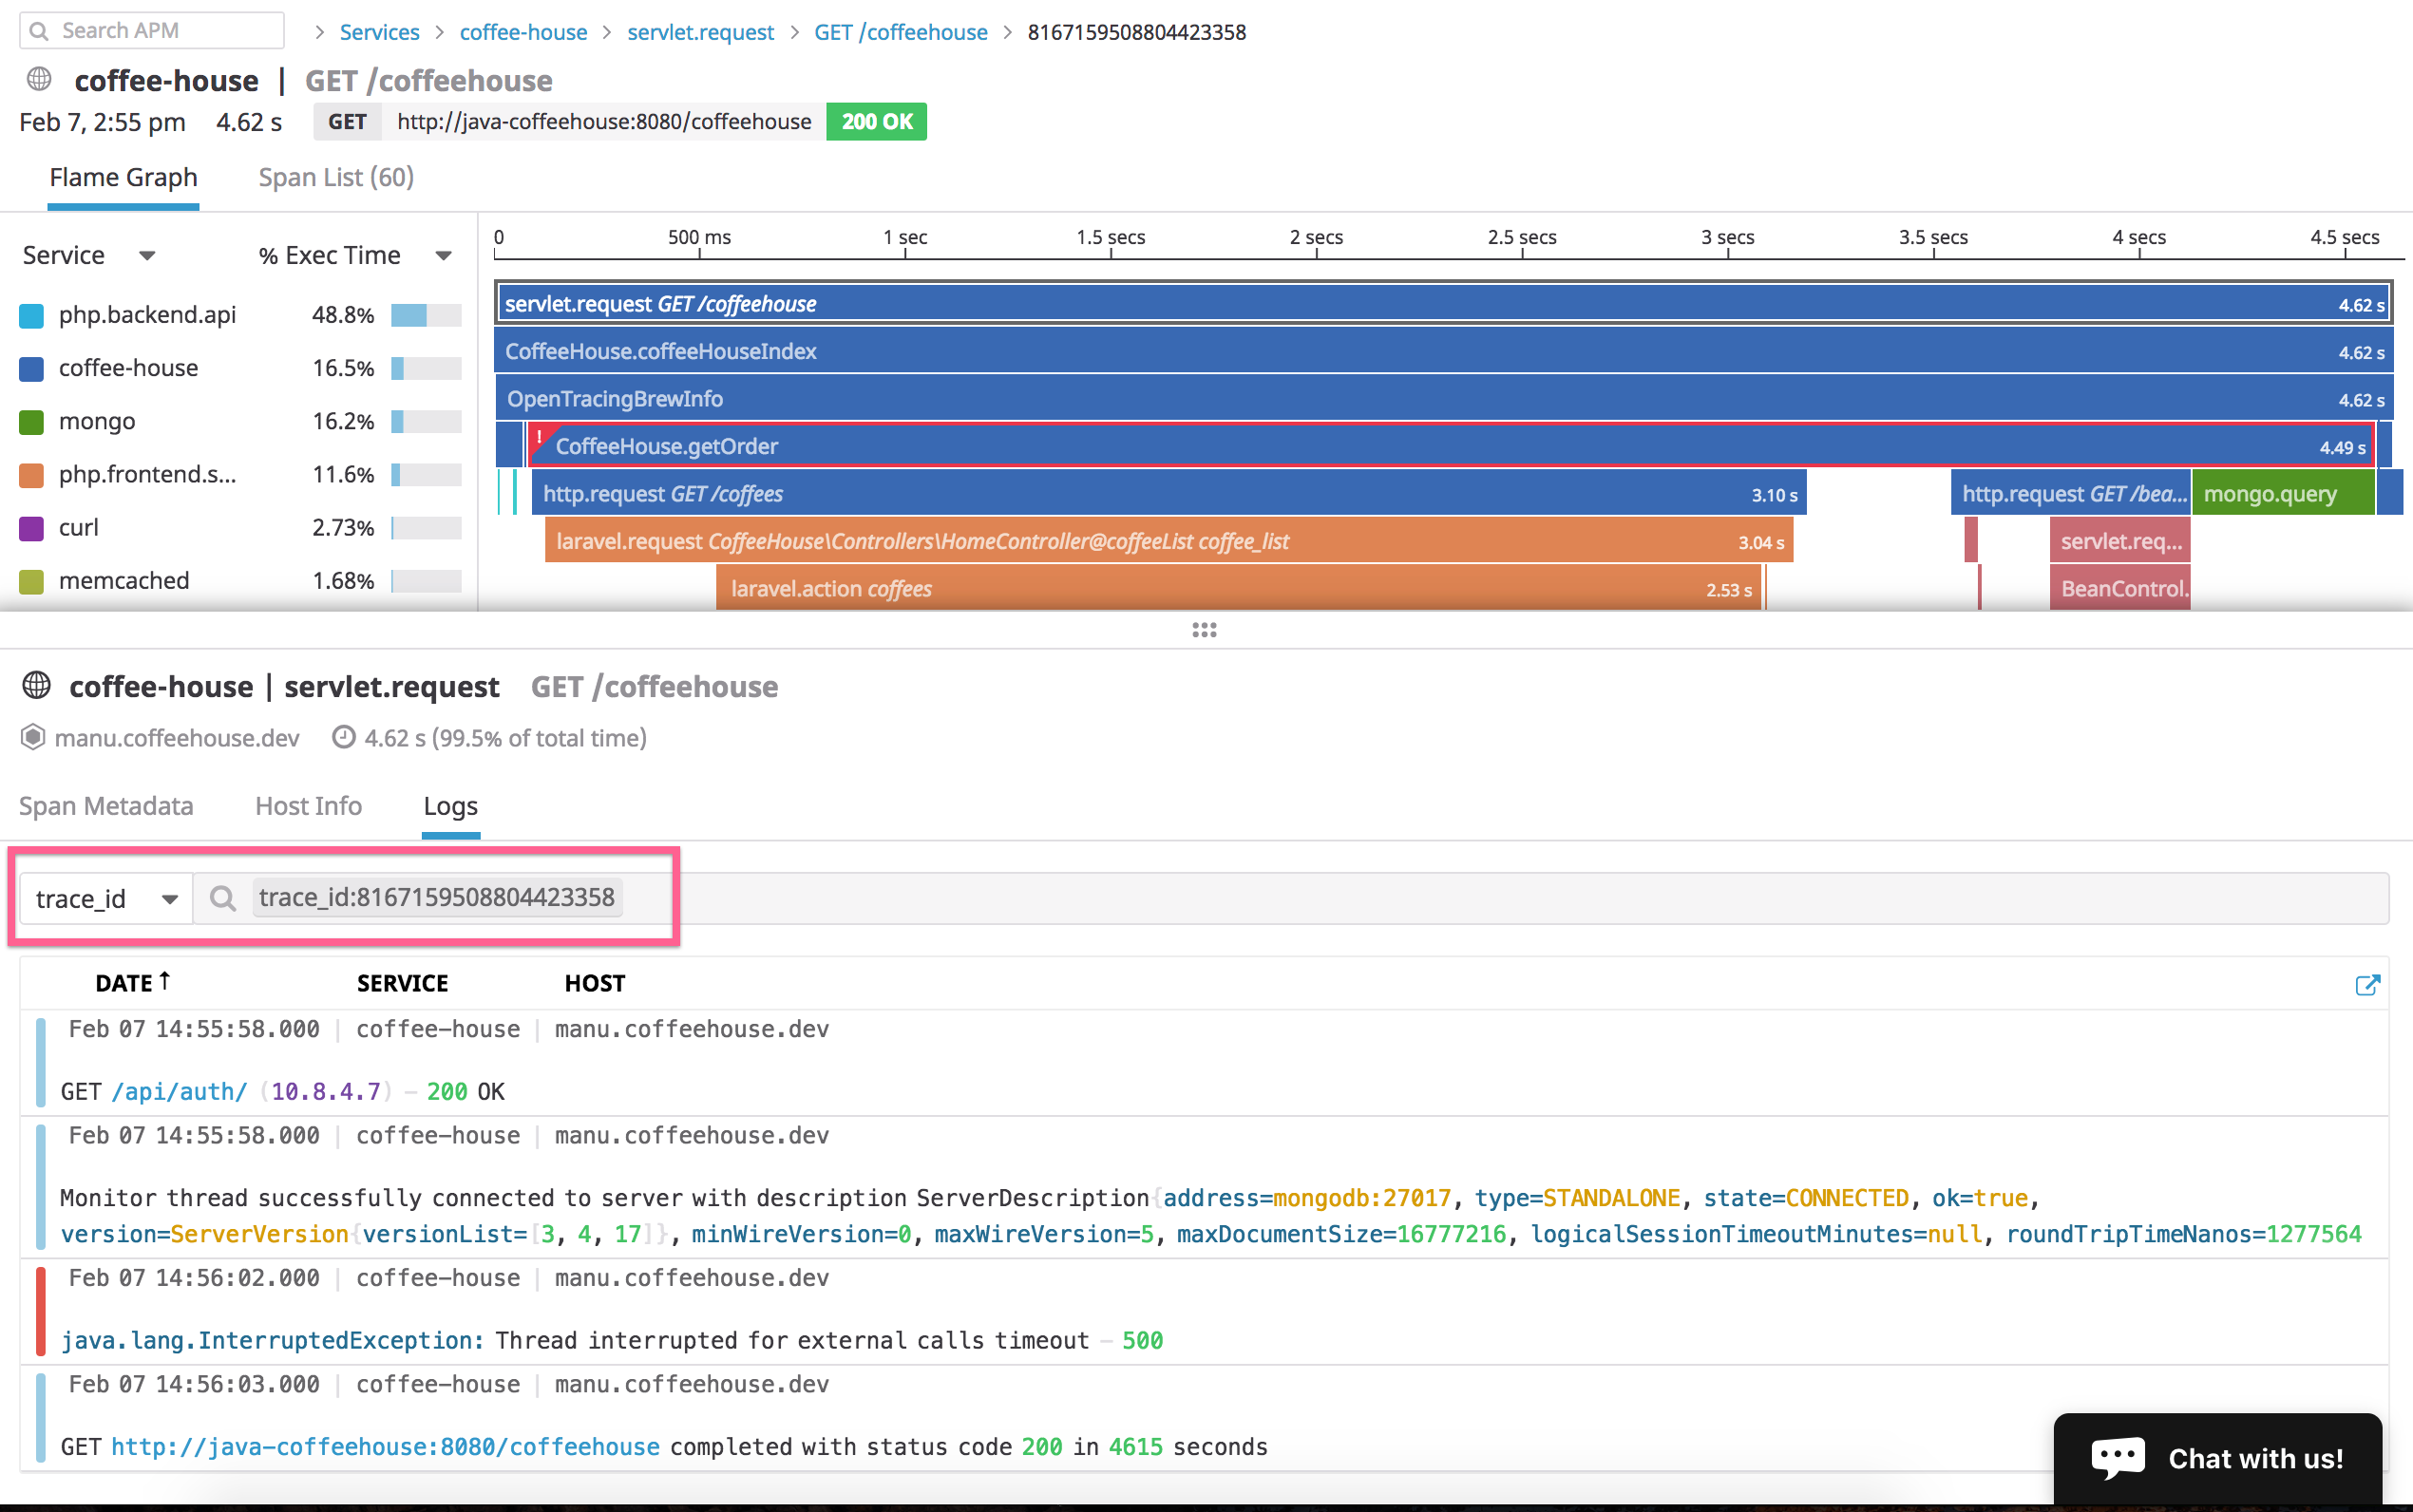 Search APM > Services > coffee-house > servlet.request > GET /coffeehouse > 8167159508804423358
coffee-house | GET /coffeehouse
Feb 7, 2:55 pm 4.62 s GET http://java-coffeehouse:8080/coffeehouse 200 OK
Flame Graph Span List (60)
Service % Exec Time
0 500 ms 1 sec 1.5 secs 2 secs 2.5 secs 3 secs 3.5 secs 4 secs 4.5 secs
php.backend.api 48.8%
coffee-house 16.5%
mongo 16.2%
php.frontend.s... 11.6%
curl 2.73%
memcached 1.68%
servlet.request GET /coffeehouse 4.62 s
CoffeeHouse.coffeeHouseIndex 4.62 s
OpenTracingBrewInfo 4.62 s
! CoffeeHouse.getOrder 4.49 s
http.request GET /coffees 3.10 s http.request GET /bea... mongo.query
laravel.request CoffeeHouse\Controllers\HomeController@coffeeList coffee_list 3.04 s servlet.req...
laravel.action coffees 2.53 s BeanControl.
coffee-house | servlet.request GET /coffeehouse
manu.coffeehouse.dev 4.62 s (99.5% of total time)
Span Metadata Host Info Logs
trace_id trace_id:8167159508804423358
DATE↑ SERVICE HOST
Feb 07 14:55:58.000 | coffee-house | manu.coffeehouse.dev
GET /api/auth/ (10.8.4.7) – 200 OK
Feb 07 14:55:58.000 | coffee-house | manu.coffeehouse.dev
Monitor thread successfully connected to server with description ServerDescription{address=mongodb:27017, type=STANDALONE, state=CONNECTED, ok=true,
version=ServerVersion{versionList=[3, 4, 17]}, minWireVersion=0, maxWireVersion=5, maxDocumentSize=16777216, logicalSessionTimeoutMinutes=null, roundTripTimeNanos=1277564
Feb 07 14:56:02.000 | coffee-house | manu.coffeehouse.dev
java.lang.InterruptedException: Thread interrupted for external calls timeout – 500
Feb 07 14:56:03.000 | coffee-house | manu.coffeehouse.dev
GET http://java-coffeehouse:8080/coffeehouse completed with status code 200 in 4615 seconds
Chat with us!